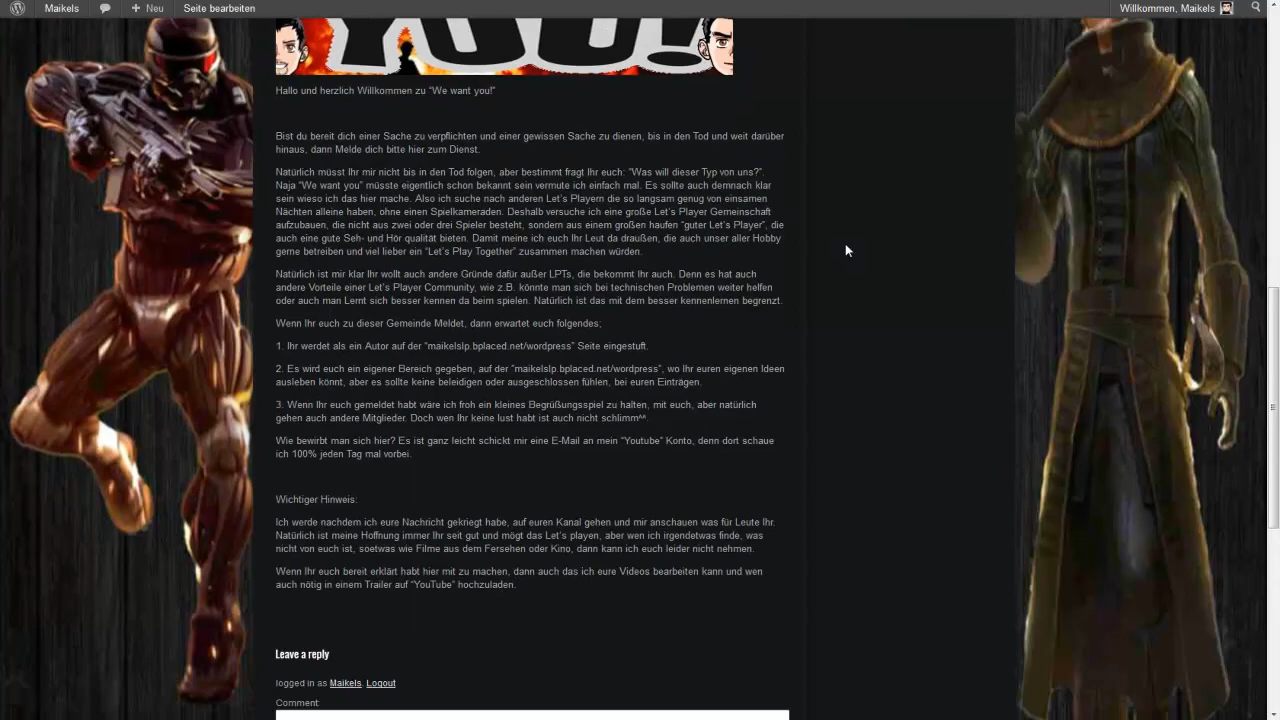 Maikels
Neu
Seite bearbeiten
Willkommen, Maikels
YOU!
Hallo und herzlich Willkommen zu “We want you!”
Bist du bereit dich einer Sache zu verpflichten und einer gewissen Sache zu dienen, bis in den Tod und weit darüber
hinaus, dann Melde dich bitte hier zum Dienst.
Natürlich müsst Ihr mir nicht bis in den Tod folgen, aber bestimmt fragt Ihr euch: “Was will dieser Typ von uns?”.
Naja “We want you” müsste eigentlich schon bekannt sein vermute ich einfach mal. Es sollte auch demnach klar
sein wieso ich das hier mache. Also ich suche nach anderen Let’s Playern die so langsam genug von einsamen
Nächten alleine haben, ohne einen Spielkameraden. Deshalb versuche ich eine große Let’s Player Gemeinschaft
aufzubauen, die nicht aus zwei oder drei Spieler besteht, sondern aus einem großen haufen “guter Let’s Player”, die
auch eine gute Seh- und Hör qualität bieten. Damit meine ich euch Ihr Leut da draußen, die auch unser aller Hobby
gerne betreiben und viel lieber ein “Let’s Play Together” zusammen machen würden.
Natürlich ist mir klar Ihr wollt auch andere Gründe dafür außer LPTs, die bekommt Ihr auch. Denn es hat auch
andere Vorteile einer Let’s Player Community, wie z.B. könnte man sich bei technischen Problemen weiter helfen
oder auch man Lernt sich besser kennen da beim spielen. Natürlich ist das mit dem besser kennenlernen begrenzt.
Wenn Ihr euch zu dieser Gemeinde Meldet, dann erwartet euch folgendes;
1. Ihr werdet als ein Autor auf der “maikelslp.bplaced.net/wordpress” Seite eingestuft.
2. Es wird euch ein eigener Bereich gegeben, auf der “maikelslp.bplaced.net/wordpress”, wo Ihr euren eigenen Ideen
ausleben könnt, aber es sollte keine beleidigen oder ausgeschlossen fühlen, bei euren Einträgen.
3. Wenn Ihr euch gemeldet habt wäre ich froh ein kleines Begrüßungsspiel zu halten, mit euch, aber natürlich
gehen auch andere Mitglieder. Doch wen Ihr keine lust habt ist auch nicht schlimm^^.
Wie bewirbt man sich hier? Es ist ganz leicht schickt mir eine E-Mail an mein “Youtube” Konto, denn dort schaue
ich 100% jeden Tag mal vorbei.
Wichtiger Hinweis:
Ich werde nachdem ich eure Nachricht gekriegt habe, auf euren Kanal gehen und mir anschauen was für Leute Ihr.
Natürlich ist meine Hoffnung immer Ihr seit gut und mögt das Let’s playen, aber wen ich irgendetwas finde, was
nicht von euch ist, soetwas wie Filme aus dem Fersehen oder Kino, dann kann ich euch leider nicht nehmen.
Wenn Ihr euch bereit erklärt habt hier mit zu machen, dann auch das ich eure Videos bearbeiten kann und wen
auch nötig in einem Trailer auf “YouTube” hochzuladen.
Leave a reply
logged in as Maikels. Logout
Comment: